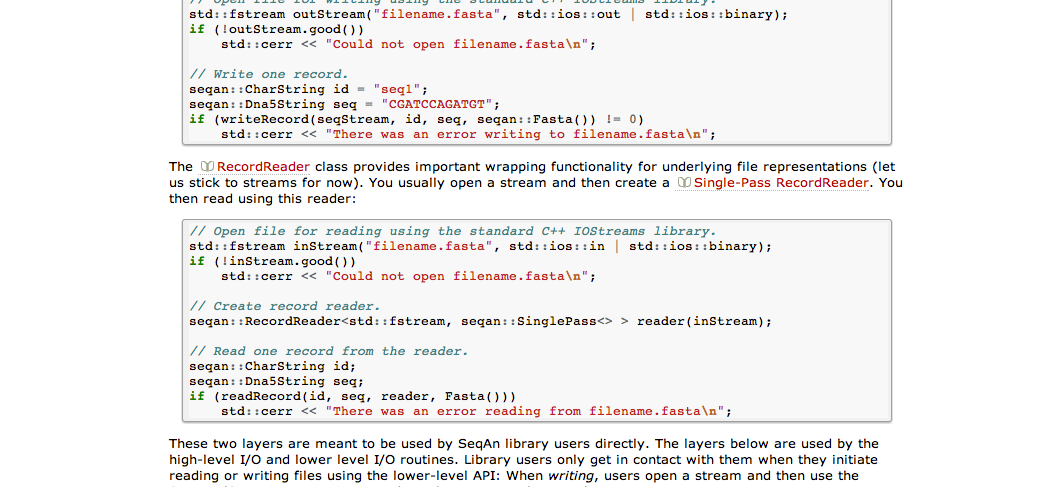 // Open file for writing using the standard C++ IOStreams library.
std::fstream outStream("filename.fasta", std::ios::out | std::ios::binary);
if (!outStream.good())
    std::cerr << "Could not open filename.fasta\n";
// Write one record.
seqan::CharString id = "seq1";
seqan::Dna5String seq = "CGATCCAGATGT";
if (writeRecord(seqStream, id, seq, seqan::Fasta()) != 0)
    std::cerr << "There was an error writing to filename.fasta\n";
The RecordReader class provides important wrapping functionality for underlying file representations (let
us stick to streams for now). You usually open a stream and then create a Single-Pass RecordReader. You
then read using this reader:
// Open file for reading using the standard C++ IOStreams library.
std::fstream inStream("filename.fasta", std::ios::in | std::ios::binary);
if (!inStream.good())
    std::cerr << "Could not open filename.fasta\n";
// Create record reader.
seqan::RecordReader<std::fstream, seqan::SinglePass<> > reader(inStream);
// Read one record from the reader.
seqan::CharString id;
seqan::Dna5String seq;
if (readRecord(id, seq, reader, Fasta()))
    std::cerr << "There was an error reading from filename.fasta\n";
These two layers are meant to be used by SeqAn library users directly. The layers below are used by the
high-level I/O and lower level I/O routines. Library users only get in contact with them when they initiate
reading or writing files using the lower-level API: When writing, users open a stream and then use the